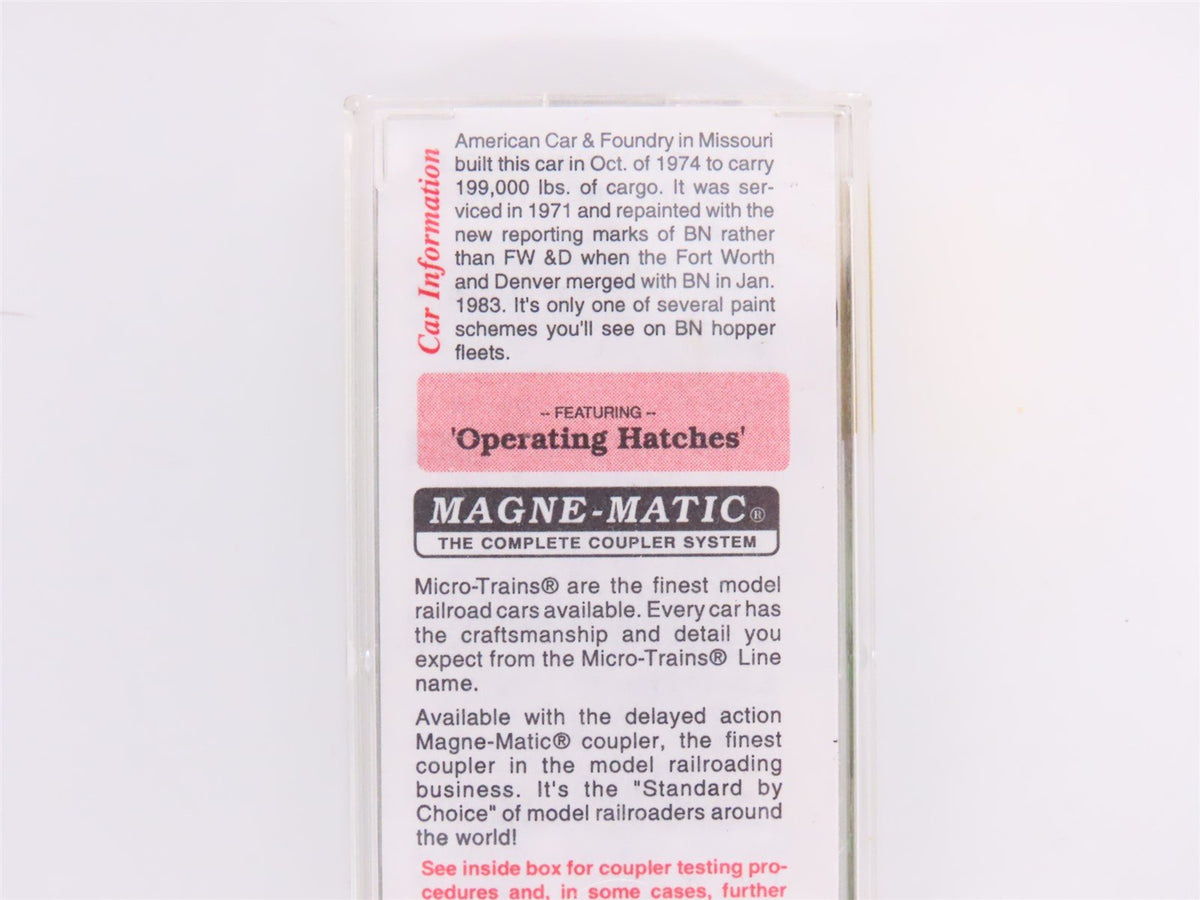 Car Information
American Car & Foundry in Missouri
built this car in Oct. of 1974 to carry
199,000 lbs. of cargo. It was ser-
viced in 1971 and repainted with the
new reporting marks of BN rather
than FW &D when the Fort Worth
and Denver merged with BN in Jan.
1983. It's only one of several paint
schemes you'll see on BN hopper
fleets.
-- FEATURING --
'Operating Hatches'
MAGNE-MATIC®
THE COMPLETE COUPLER SYSTEM
Micro-Trains® are the finest model
railroad cars available. Every car has
the craftsmanship and detail you
expect from the Micro-Trains® Line
name.
Available with the delayed action
Magne-Matic® coupler, the finest
coupler in the model railroading
business. It's the "Standard by
Choice" of model railroaders around
the world!
See inside box for coupler testing pro-
cedures and, in some cases, further